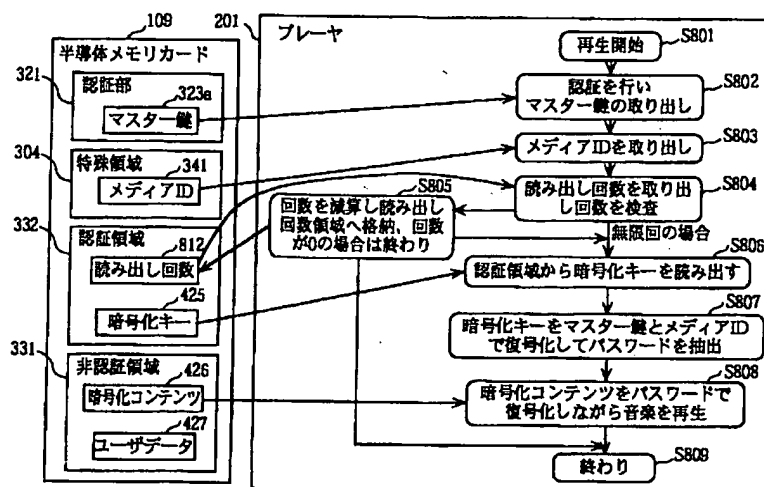 109
半導体メモリカード
321
認証部
323a
マスター鍵
304
特殊領域
341
メディアID
332
認証領域
812
読み出し回数
425
暗号化キー
331
非認証領域
426
暗号化コンテンツ
427
ユーザデータ
201
プレーヤ
再生開始
S801
認証を行い
マスター鍵の取り出し
S802
メディアIDを取り出し
S803
読み出し回数を取り出
し回数を検査
S804
S805
回数を減算し読み出し
回数領域へ格納、回数
が0の場合は終わり
無限回の場合
S806
認証領域から暗号化キーを読み出す
S807
暗号化キーをマスター鍵とメディアID
で復号化してパスワードを抽出
S808
暗号化コンテンツをパスワードで
復号化しながら音楽を再生
終わり
S809